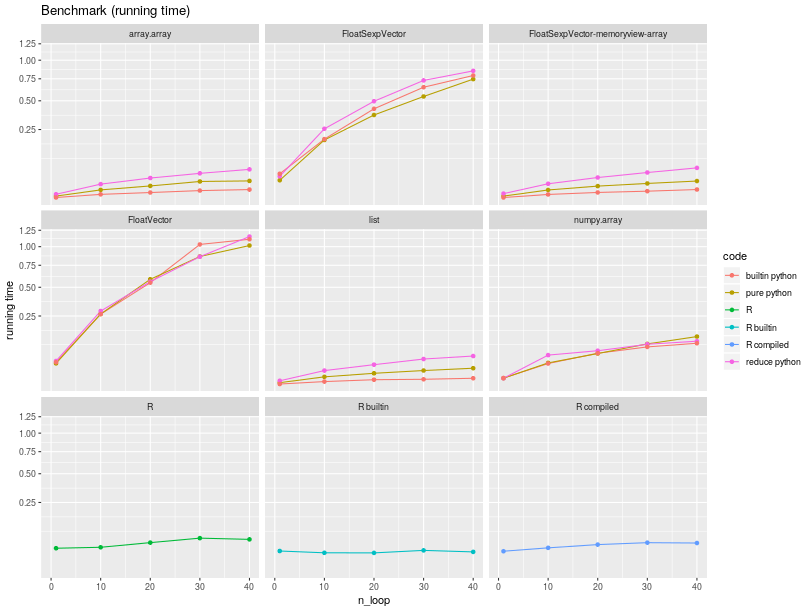 Benchmark (running time)
array.array FloatSexpVector FloatSexpVector-memoryview-array
1.25
1.00
0.75
0.50
0.25
FloatVector list numpy.array
1.25
1.00
0.75
0.50
0.25
running time
R R builtin R compiled
1.25
1.00
0.75
0.50
0.25
0 10 20 30 40 0 10 20 30 40 0 10 20 30 40
n_loop
code
builtin python
pure python
R
R builtin
R compiled
reduce python